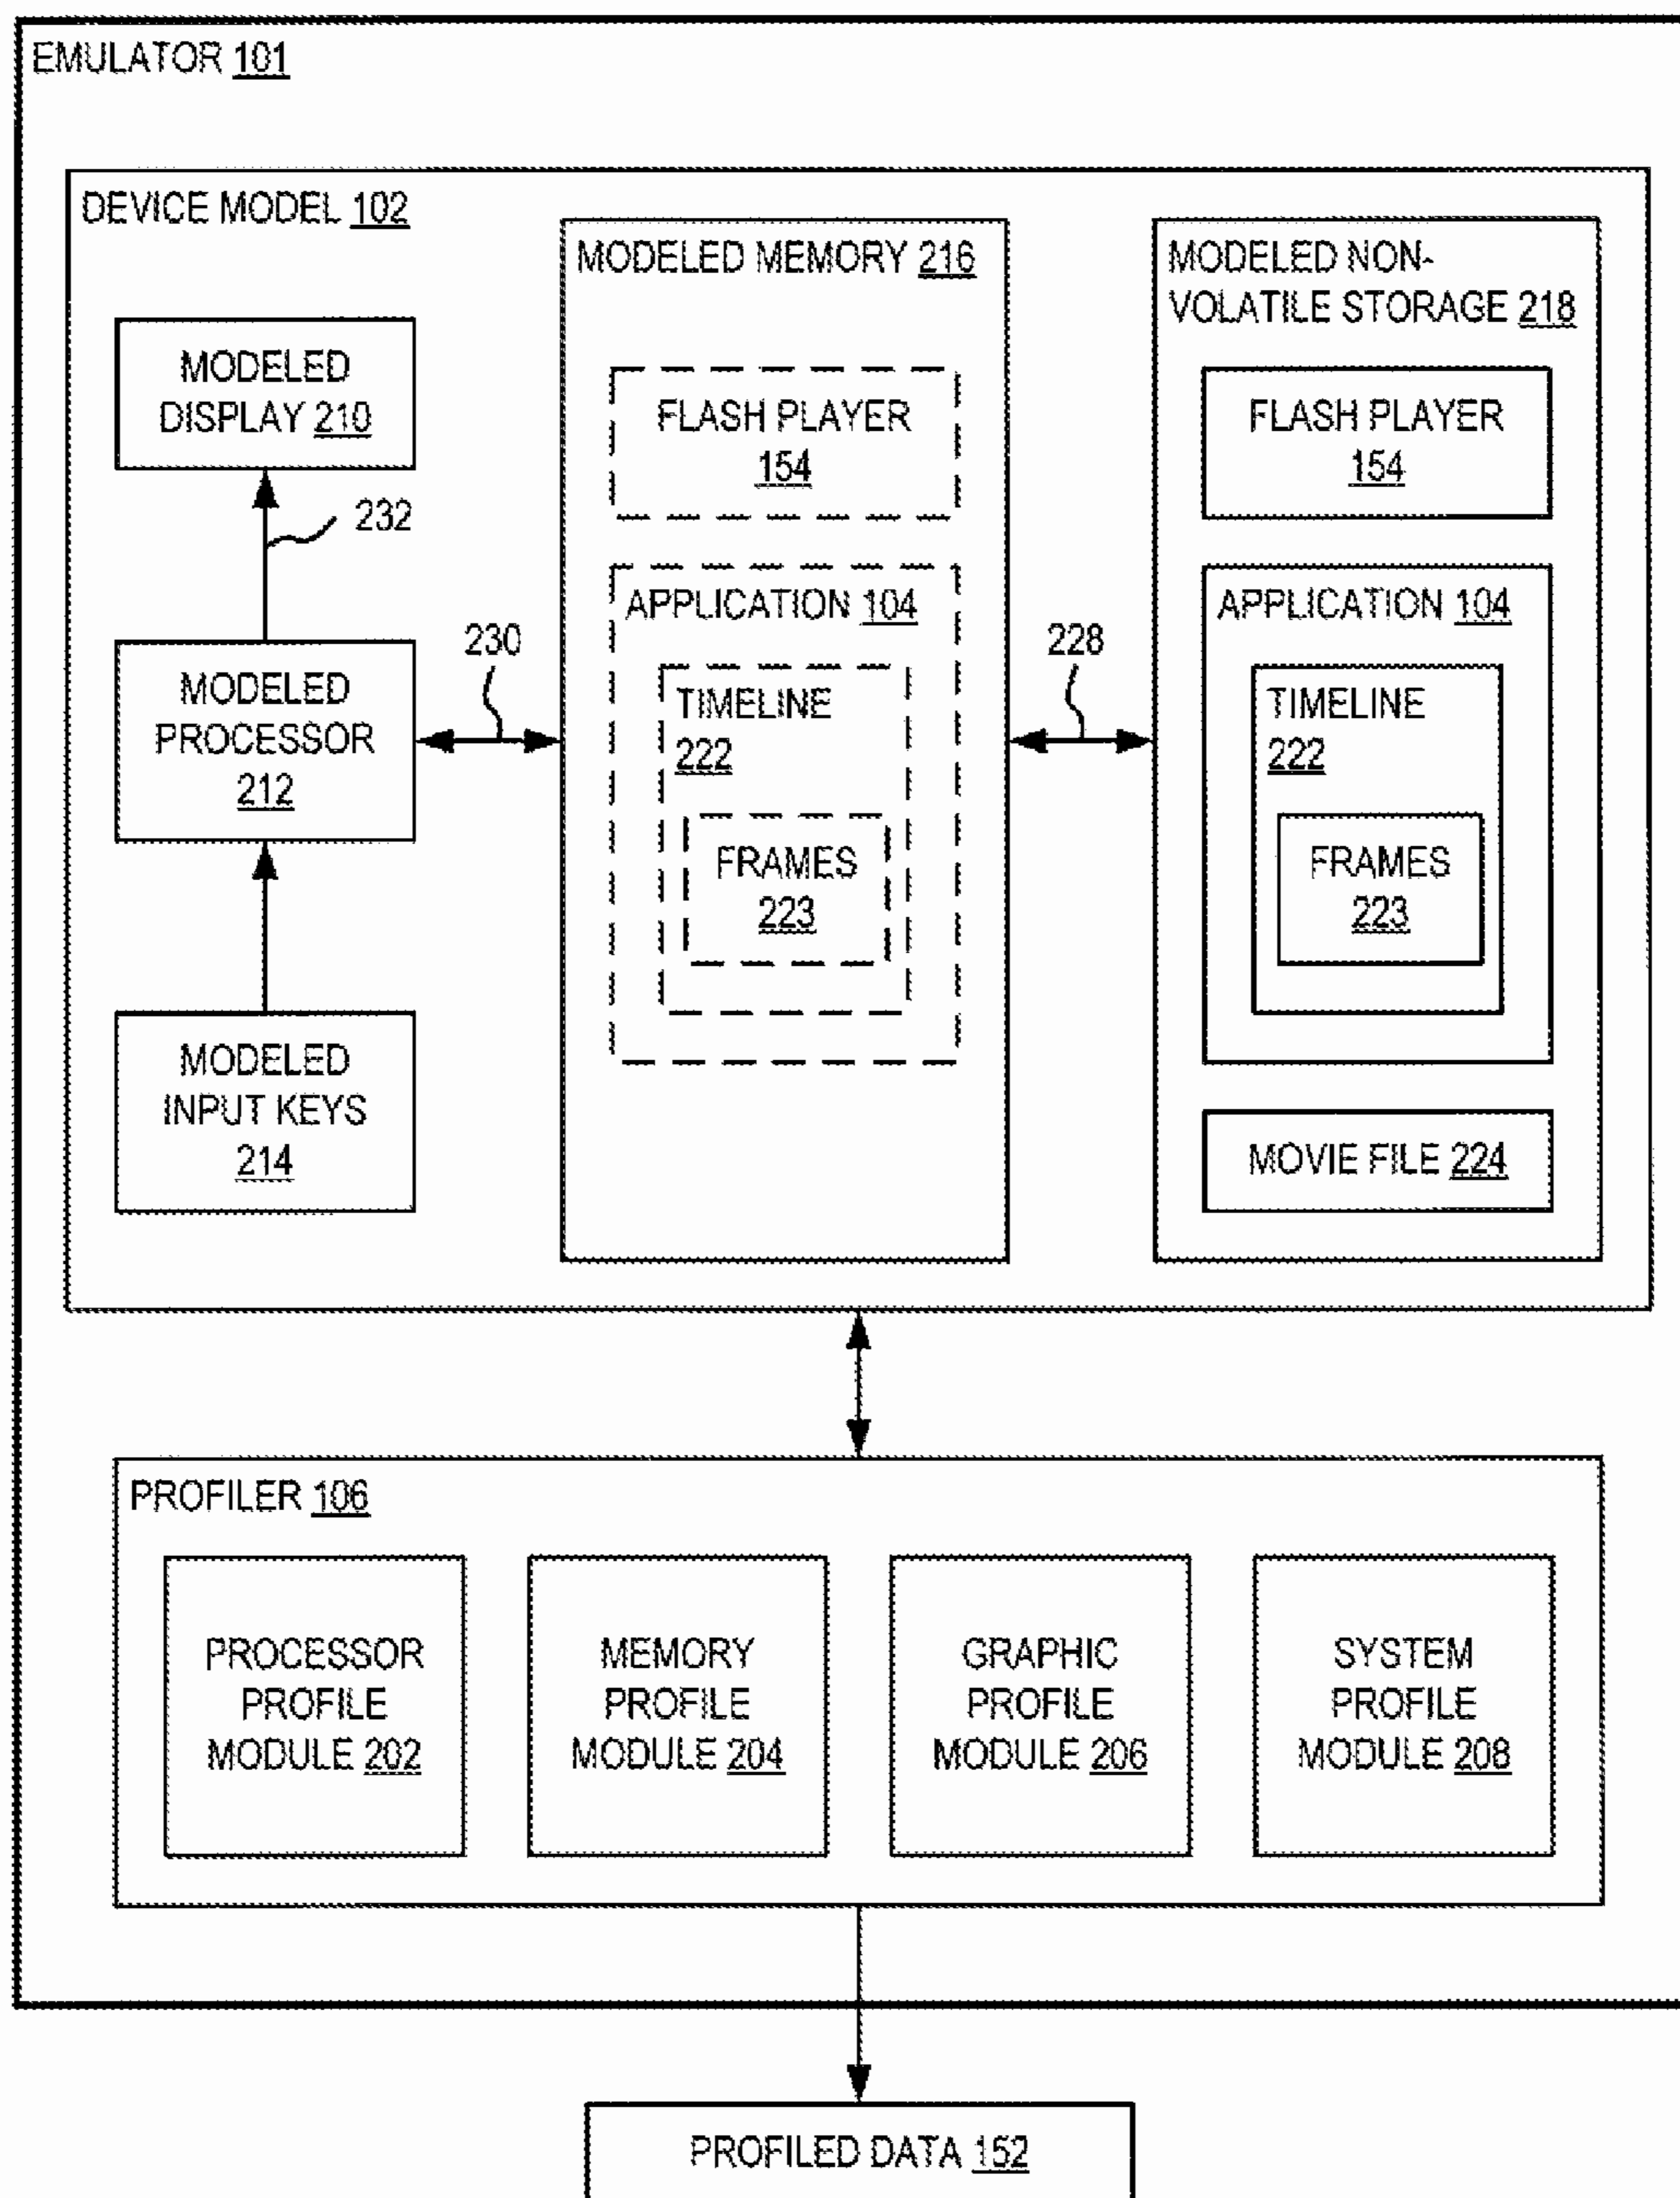 EMULATOR 101
DEVICE MODEL 102
MODELED
DISPLAY 210
232
MODELED
PROCESSOR
212
MODELED
INPUT KEYS
214
230
MODELED MEMORY 216
FLASH PLAYER
154
APPLICATION 104
TIMELINE
222
FRAMES
223
228
MODELED NON-
VOLATILE STORAGE 218
FLASH PLAYER
154
APPLICATION 104
TIMELINE
222
FRAMES
223
MOVIE FILE 224
PROFILER 106
PROCESSOR
PROFILE
MODULE 202
MEMORY
PROFILE
MODULE 204
GRAPHIC
PROFILE
MODULE 206
SYSTEM
PROFILE
MODULE 208
PROFILED DATA 152